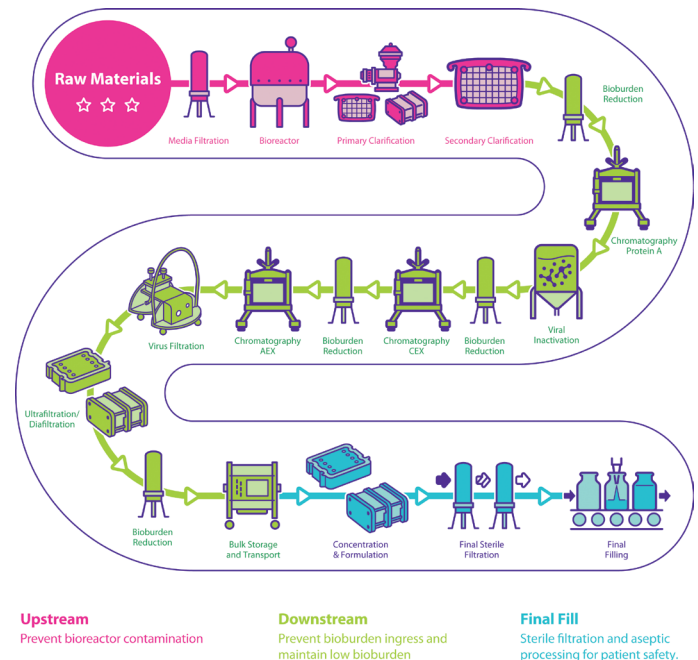 Raw Materials
Media Filtration
Bioreactor
Primary Clarification
Secondary Clarification
Bioburden
Reduction
Chromatography
Protein A
Viral
Inactivation
Bioburden
Reduction
Chromatography
CEX
Bioburden
Reduction
Chromatography
AEX
Virus Filtration
Ultrafiltration/
Diafiltration
Bioburden
Reduction
Bulk Storage
and Transport
Concentration
& Formulation
Final Sterile
Filtration
Final
Filling
Upstream
Prevent bioreactor contamination
Downstream
Prevent bioburden ingress and
maintain low bioburden
Final Fill
Sterile filtration and aseptic
processing for patient safety.